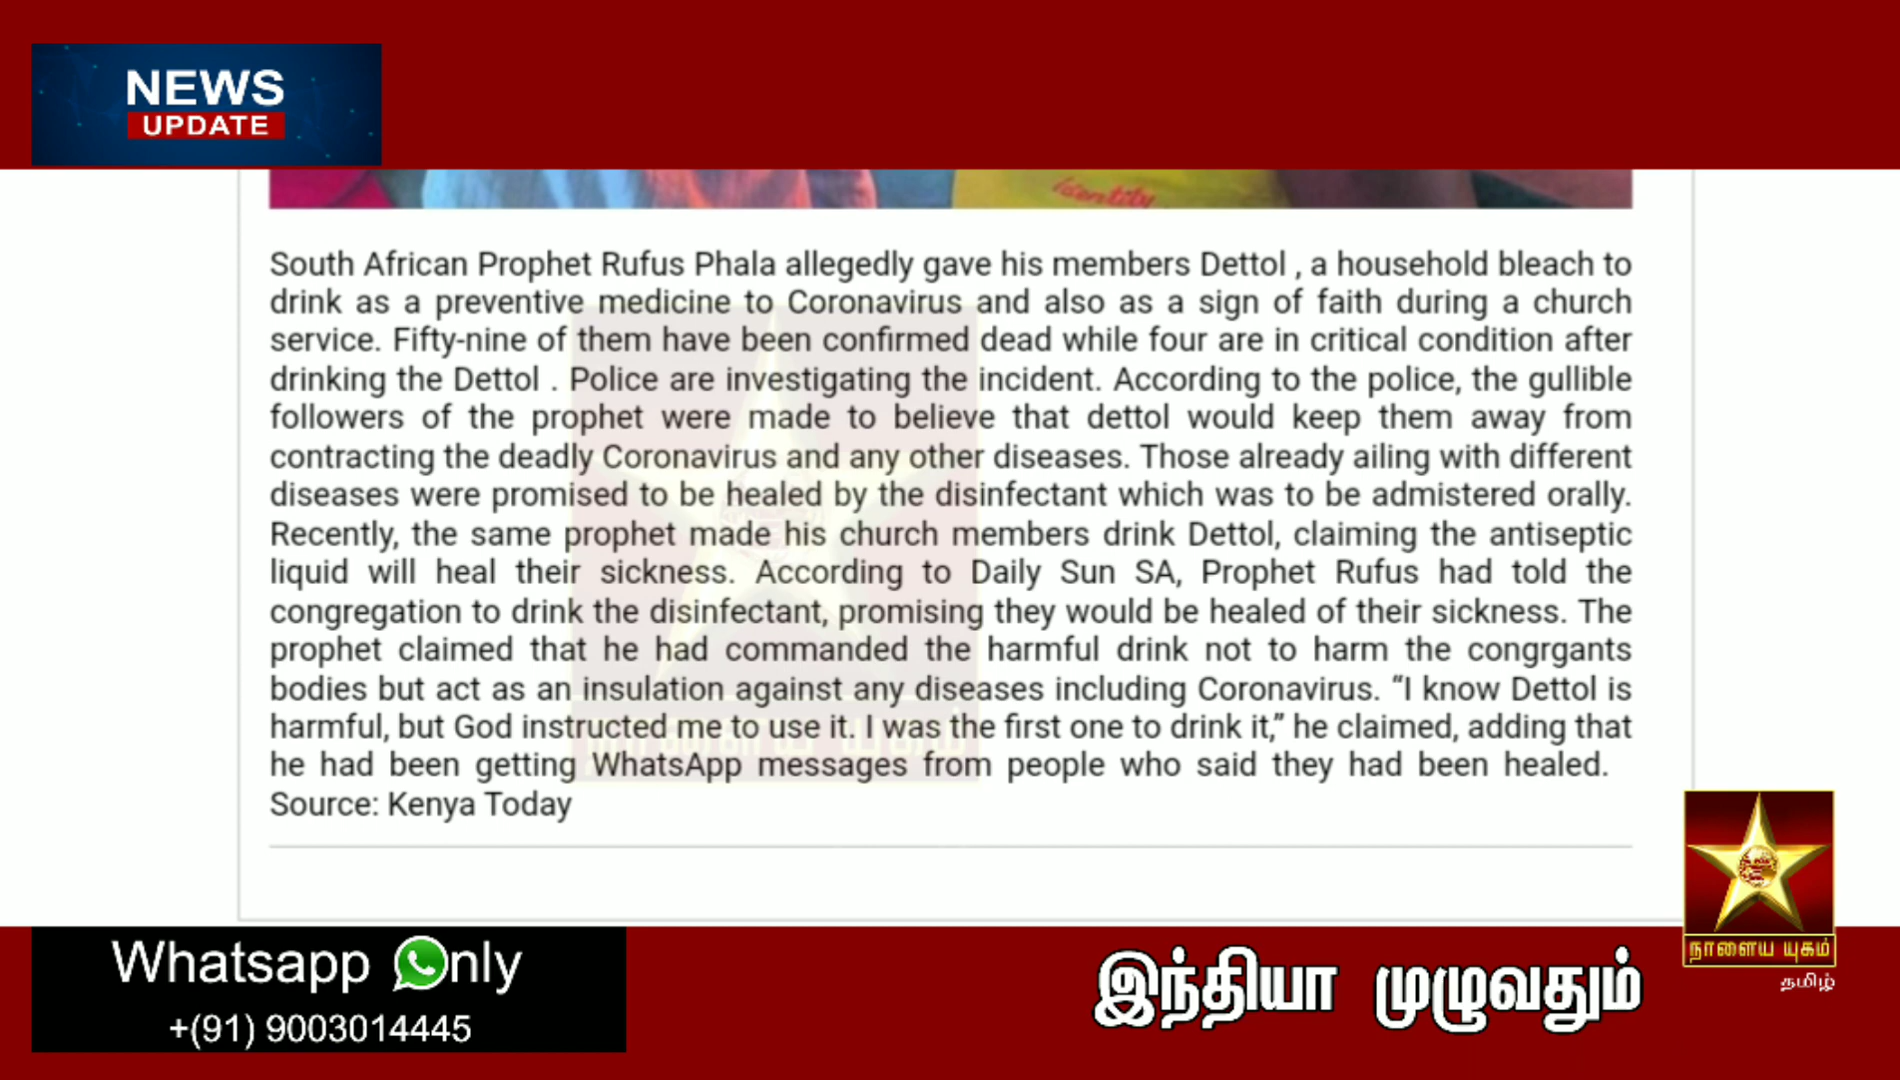 NEWS
UPDATE
identity
South African Prophet Rufus Phala allegedly gave his members Dettol , a household bleach to
drink as a preventive medicine to Coronavirus and also as a sign of faith during a church
service. Fifty-nine of them have been confirmed dead while four are in critical condition after
drinking the Dettol . Police are investigating the incident. According to the police, the gullible
followers of the prophet were made to believe that dettol would keep them away from
contracting the deadly Coronavirus and any other diseases. Those already ailing with different
diseases were promised to be healed by the disinfectant which was to be admistered orally.
Recently, the same prophet made his church members drink Dettol, claiming the antiseptic
liquid will heal their sickness. According to Daily Sun SA, Prophet Rufus had told the
congregation to drink the disinfectant, promising they would be healed of their sickness. The
prophet claimed that he had commanded the harmful drink not to harm the congrgants
bodies but act as an insulation against any diseases including Coronavirus. “I know Dettol is
harmful, but God instructed me to use it. I was the first one to drink it,” he claimed, adding that
he had been getting WhatsApp messages from people who said they had been healed.
Source: Kenya Today
நாளைய யுகம்
நாளைய யுகம்
தமிழ்
Whatsapp Only
+(91) 9003014445
இந்தியா முழுவதும்